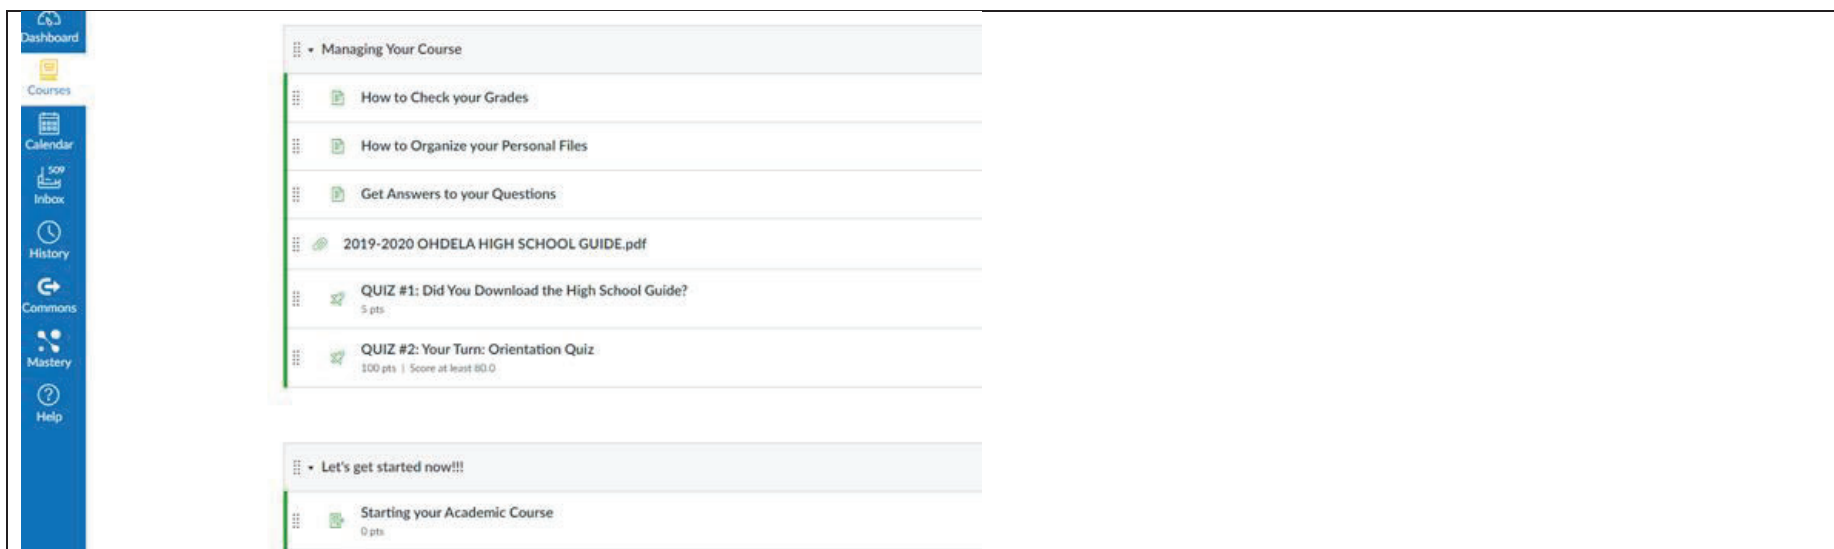 Dashboard
Courses
Calendar
509
Inbox
History
Commons
Mastery
Help
Managing Your Course
How to Check your Grades
How to Organize your Personal Files
Get Answers to your Questions
2019-2020 OHDELA HIGH SCHOOL GUIDE.pdf
QUIZ #1: Did You Download the High School Guide?
5 pts
QUIZ #2: Your Turn: Orientation Quiz
100 pts | Score at least 80.0
Let's get started now!!!
Starting your Academic Course
0 pts